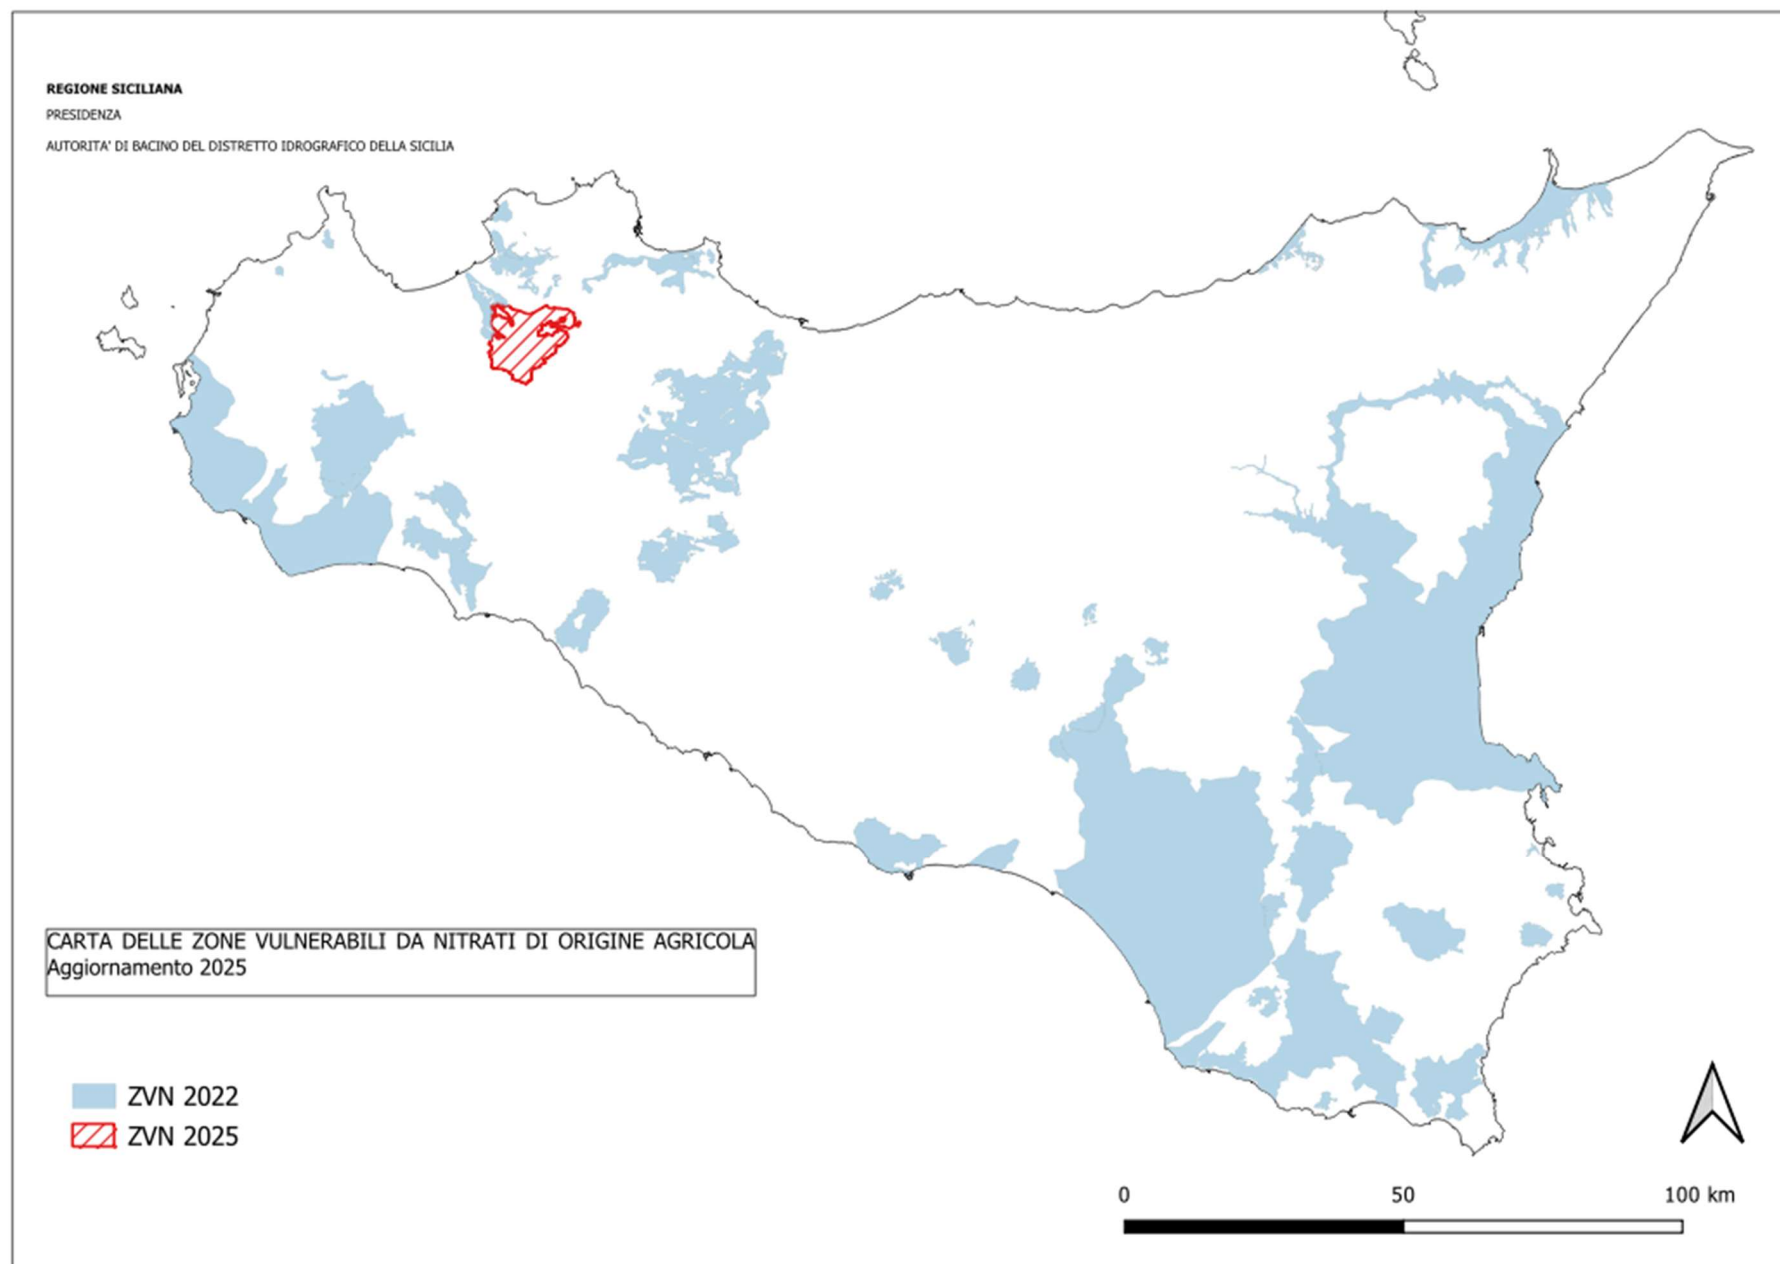 REGIONE SICILIANA
PRESIDENZA
AUTORITA' DI BACINO DEL DISTRETTO IDROGRAFICO DELLA SICILIA
CARTA DELLE ZONE VULNERABILI DA NITRATI DI ORIGINE AGRICOLA
Aggiornamento 2025
ZVN 2022
ZVN 2025
0 50 100 km